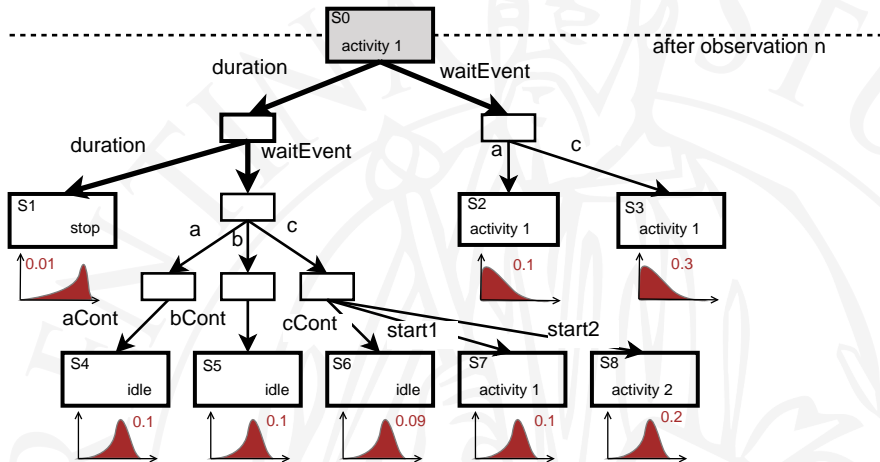 S0
activity 1
after observation n
duration
waitEvent
duration
waitEvent
a
c
S1
stop
S2
activity 1
S3
activity 1
a
b
c
0.01
0.1
0.3
aCont
bCont
cCont
start1
start2
S4
idle
S5
idle
S6
idle
S7
activity 1
S8
activity 2
0.1
0.1
0.09
0.1
0.2